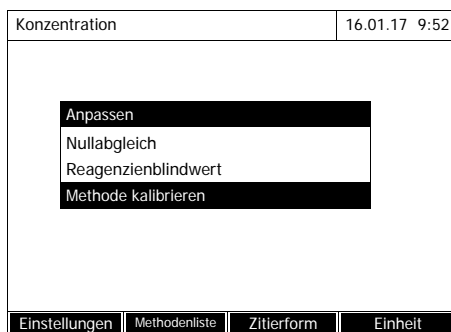 Konzentration 16.01.17 9:52
Anpassen
Nullabgleich
Reagenzienblindwert
Methode kalibrieren
Einstellungen Methodenliste Zitierform Einheit